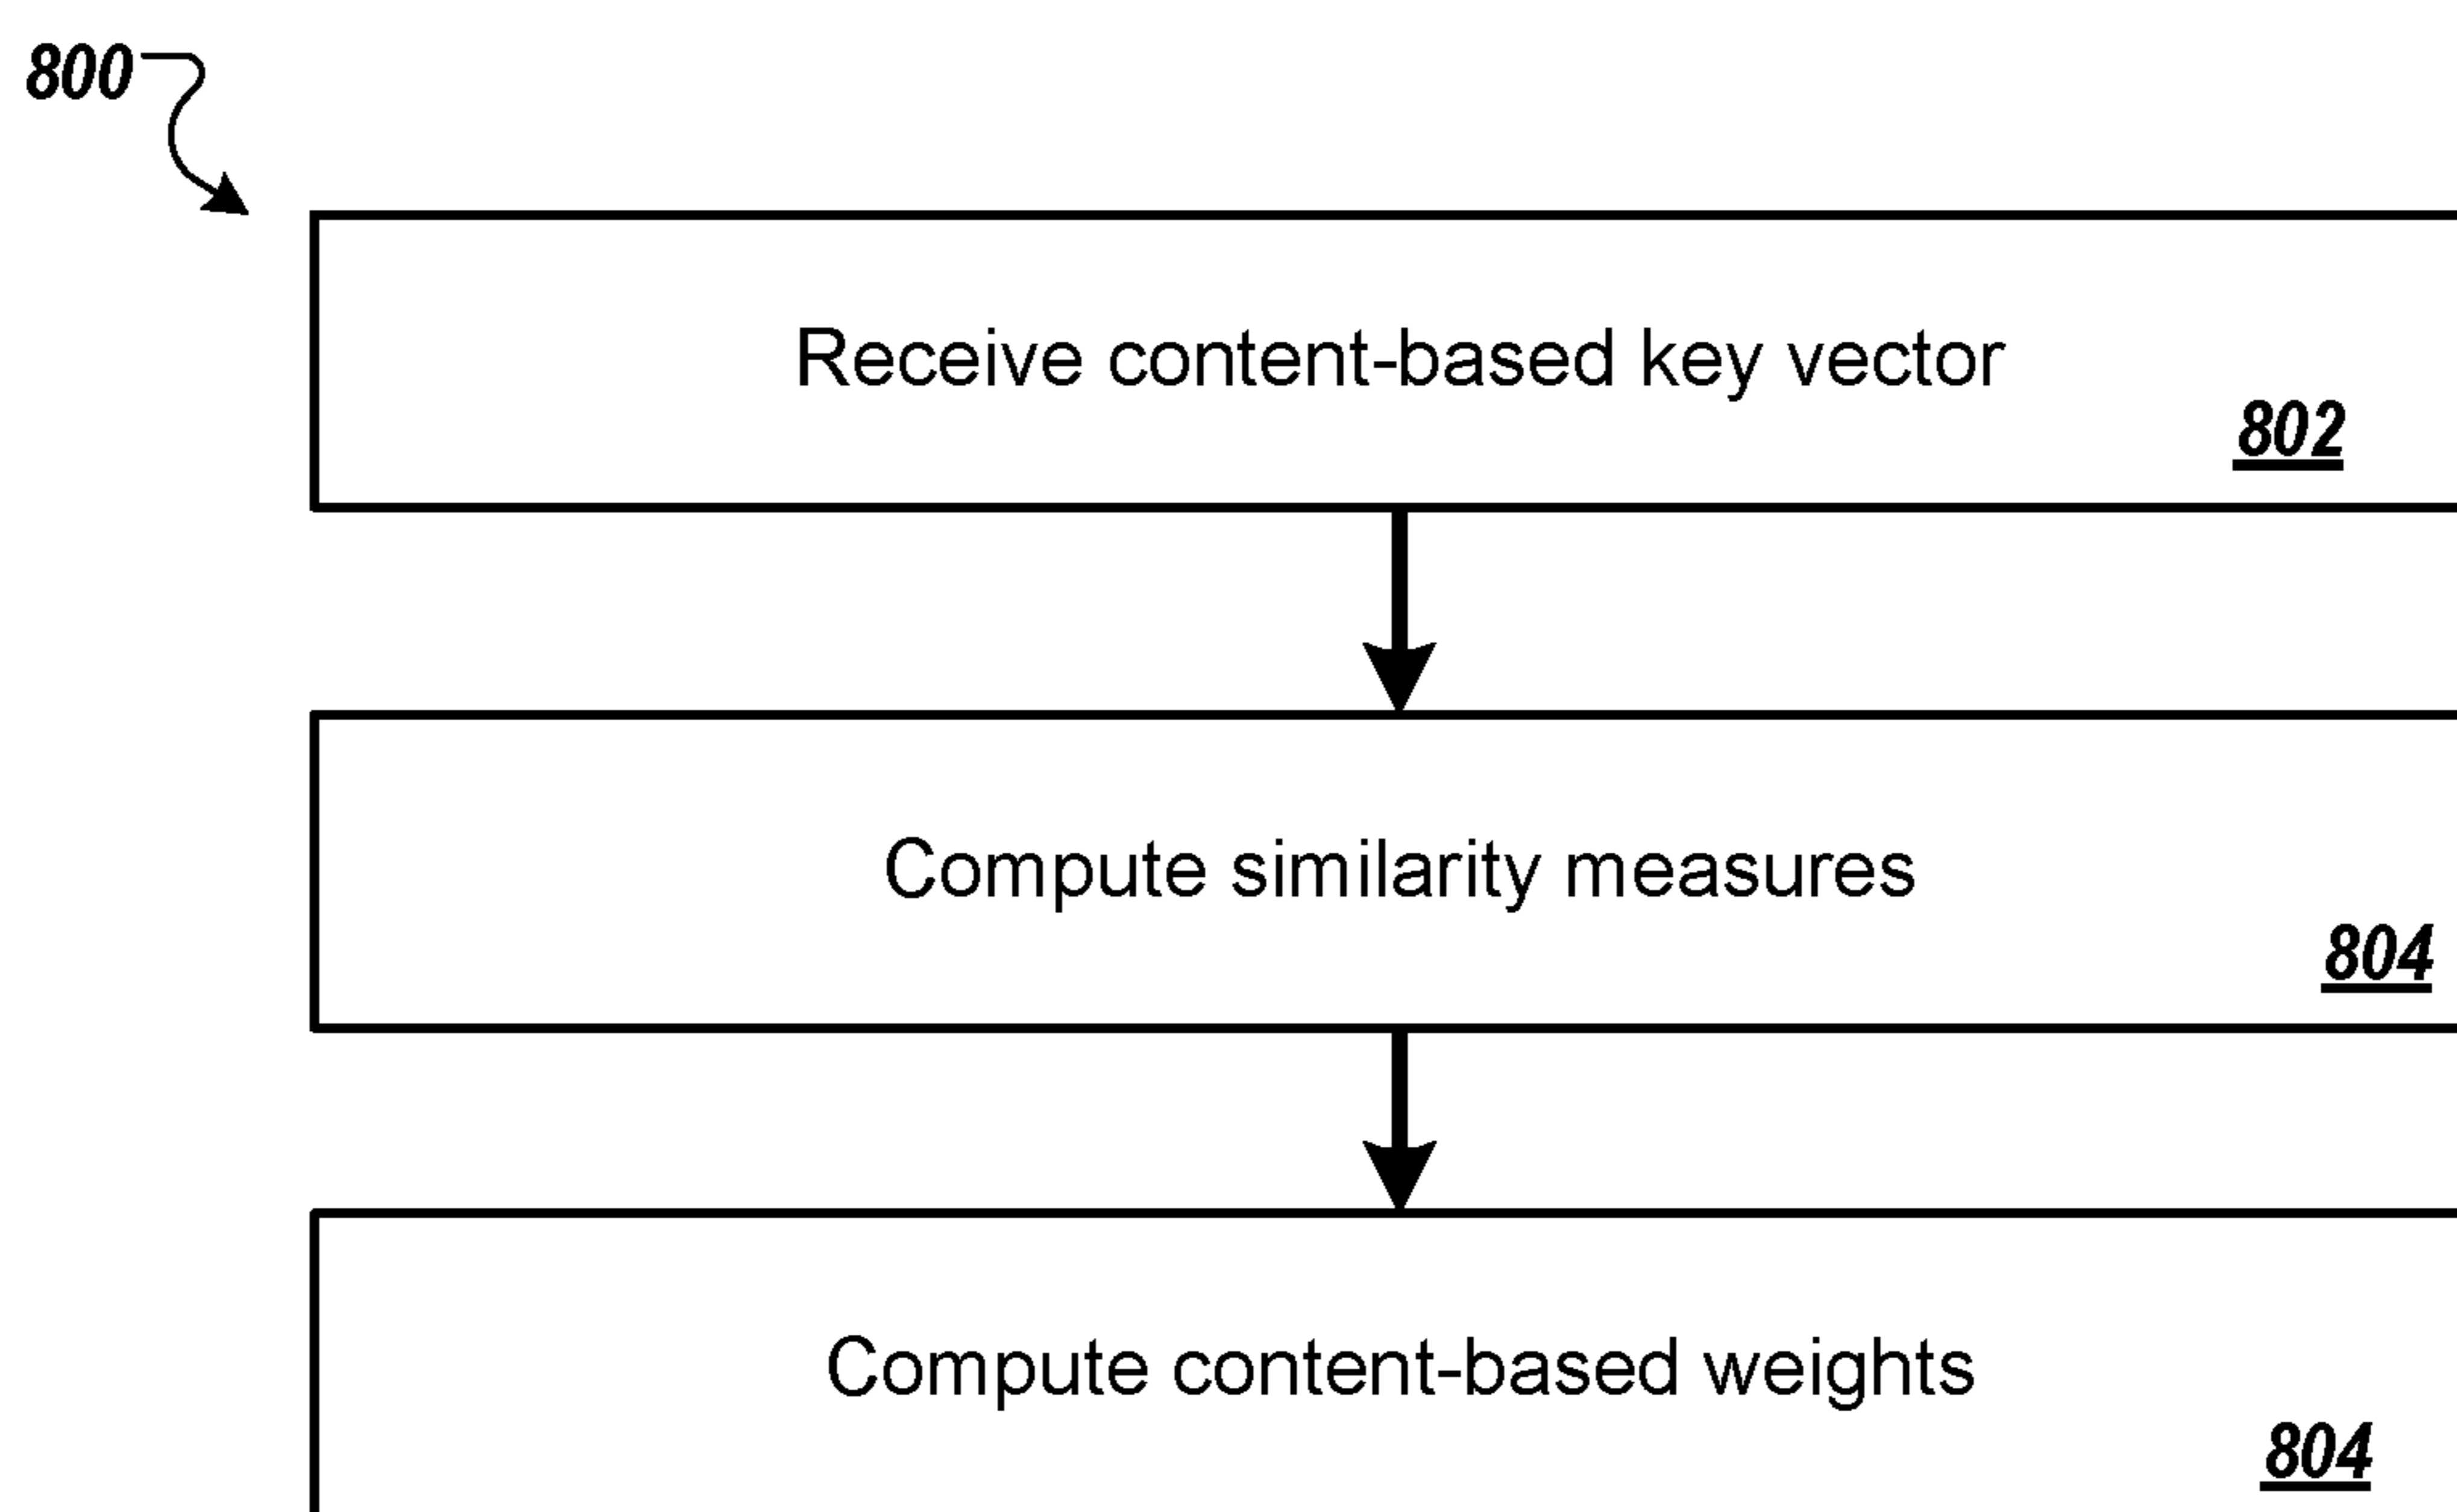 800
Receive content-based key vector
802
Compute similarity measures
804
Compute content-based weights
804